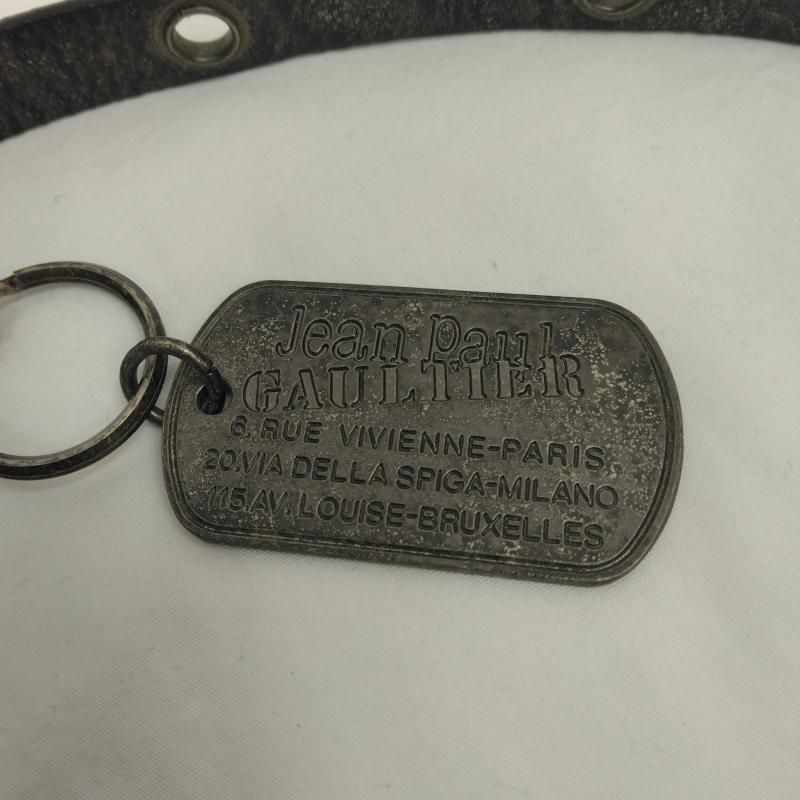 Jean Paul
GAULTIER
6, RUE VIVIENNE-PARIS
20.VIA DELLA SPIGA-MILANO
115.AV. LOUISE-BRUXELLES